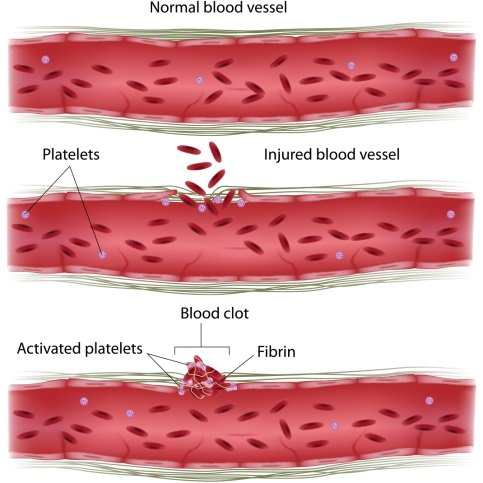 Normal blood vessel
Platelets
Injured blood vessel
Blood clot
Activated platelets
Fibrin